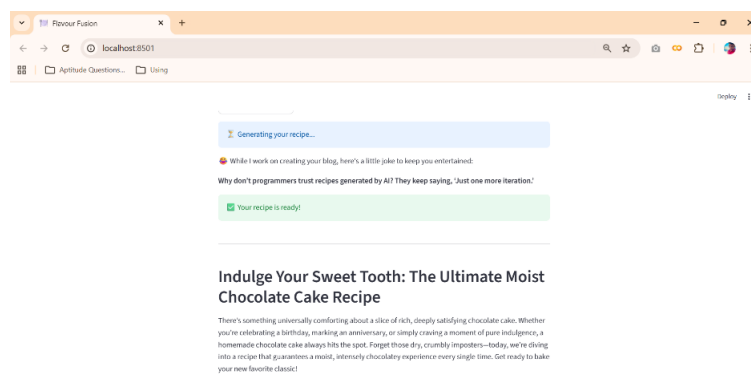 Flavour Fusion
localhost:8501
Aptitude Questions... Using
Deploy
Generating your recipe...
While I work on creating your blog, here's a little joke to keep you entertained:
Why don't programmers trust recipes generated by AI? They keep saying, 'Just one more iteration.'
Your recipe is ready!
Indulge Your Sweet Tooth: The Ultimate Moist
Chocolate Cake Recipe
There's something universally comforting about a slice of rich, deeply satisfying chocolate cake. Whether
you're celebrating a birthday, marking an anniversary, or simply craving a moment of pure indulgence, a
homemade chocolate cake always hits the spot. Forget those dry, crumbly imposters—today, we're diving
into a recipe that guarantees a moist, intensely chocolatey experience every single time. Get ready to bake
your new favorite classic!